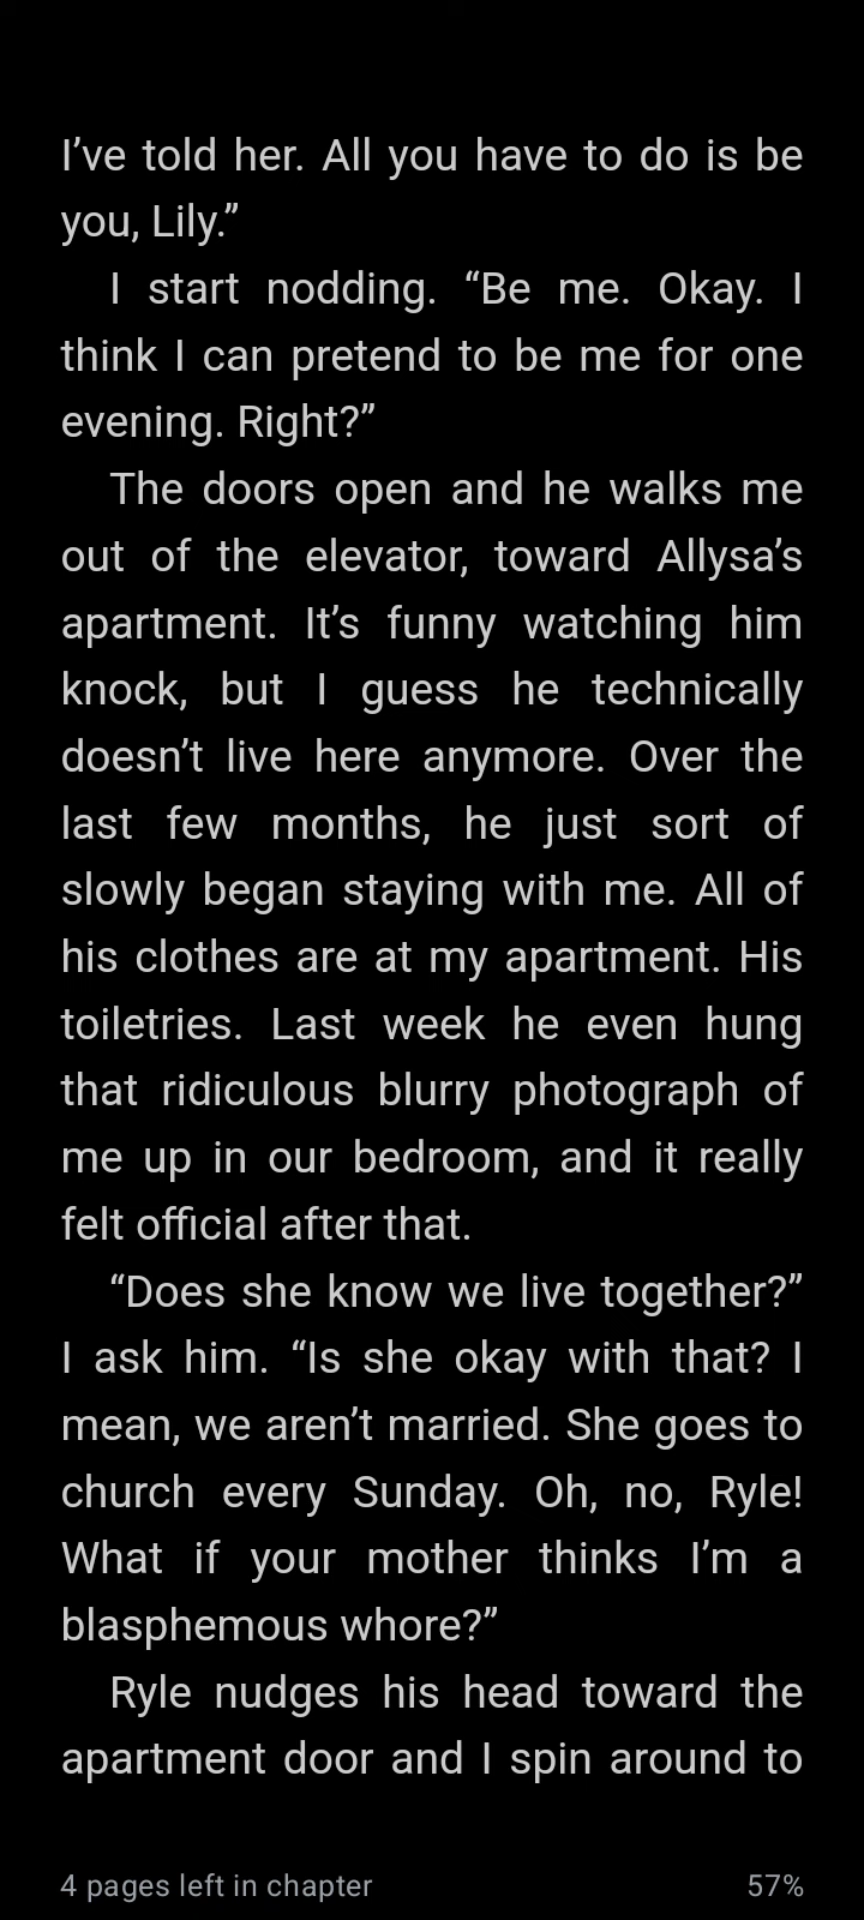 I’ve told her. All you have to do is be
you, Lily.”
I start nodding. “Be me. Okay. I
think I can pretend to be me for one
evening. Right?”
The doors open and he walks me
out of the elevator, toward Allysa’s
apartment. It’s funny watching him
knock, but I guess he technically
doesn’t live here anymore. Over the
last few months, he just sort of
slowly began staying with me. All of
his clothes are at my apartment. His
toiletries. Last week he even hung
that ridiculous blurry photograph of
me up in our bedroom, and it really
felt official after that.
“Does she know we live together?”
I ask him. “Is she okay with that? I
mean, we aren’t married. She goes to
church every Sunday. Oh, no, Ryle!
What if your mother thinks I’m a
blasphemous whore?”
Ryle nudges his head toward the
apartment door and I spin around to
4 pages left in chapter 57%